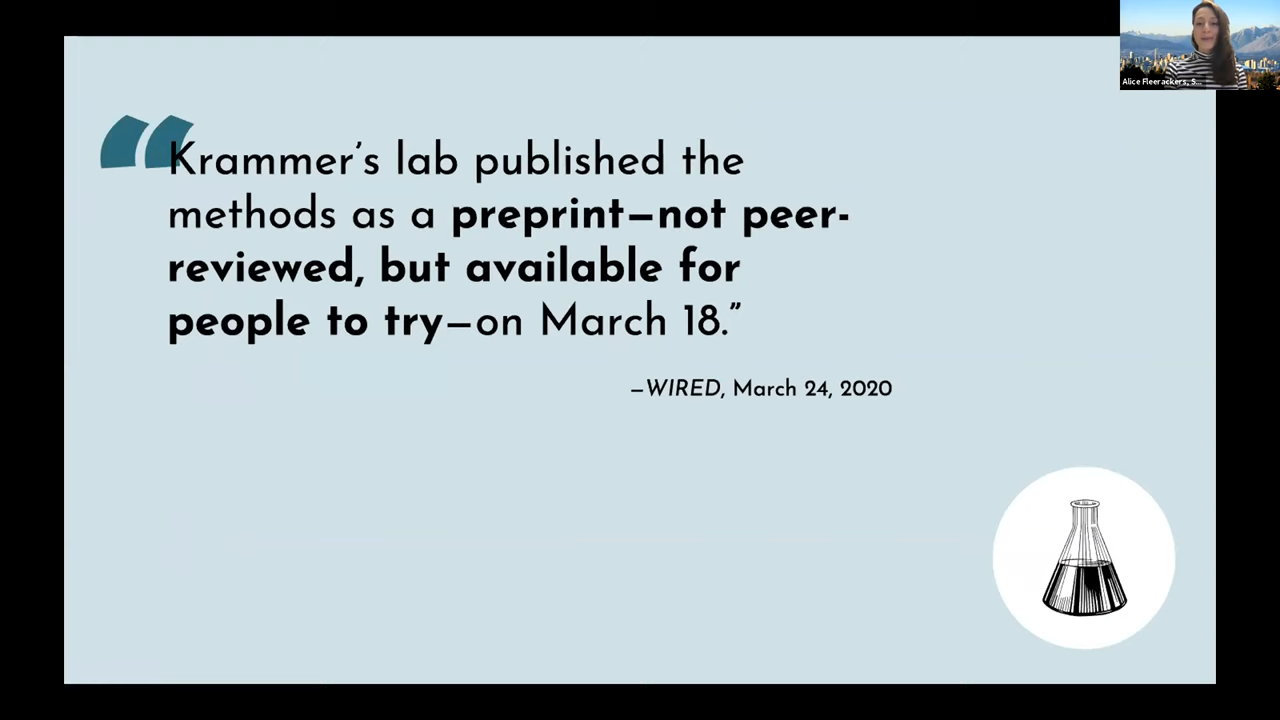 Alice Fleerackers, S...
“Krammer’s lab published the
methods as a preprint—not peer-
reviewed, but available for
people to try—on March 18.”
—WIRED, March 24, 2020